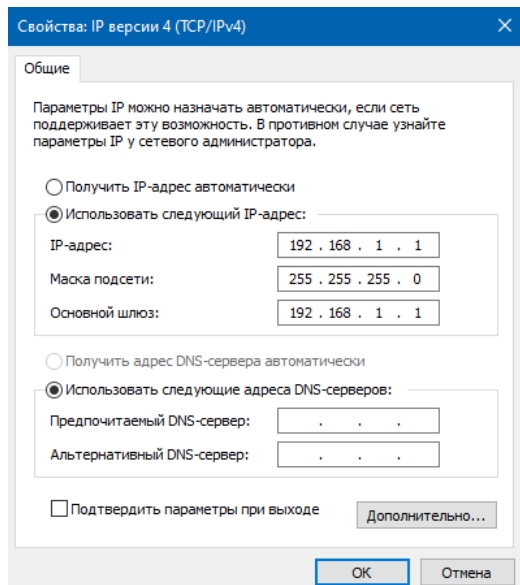 Свойства: IP версии 4 (TCP/IPv4)
Общие
Параметры IP можно назначать автоматически, если сеть
поддерживает эту возможность. В противном случае узнайте
параметры IP у сетевого администратора.
Получить IP-адрес автоматически
Использовать следующий IP-адрес:
IP-адрес: 192 . 168 . 1 . 1
Маска подсети: 255 . 255 . 255 . 0
Основной шлюз: 192 . 168 . 1 . 1
Получить адрес DNS-сервера автоматически
Использовать следующие адреса DNS-серверов:
Предпочитаемый DNS-сервер: . . .
Альтернативный DNS-сервер: . . .
Подтвердить параметры при выходе Дополнительно...
ОК Отмена